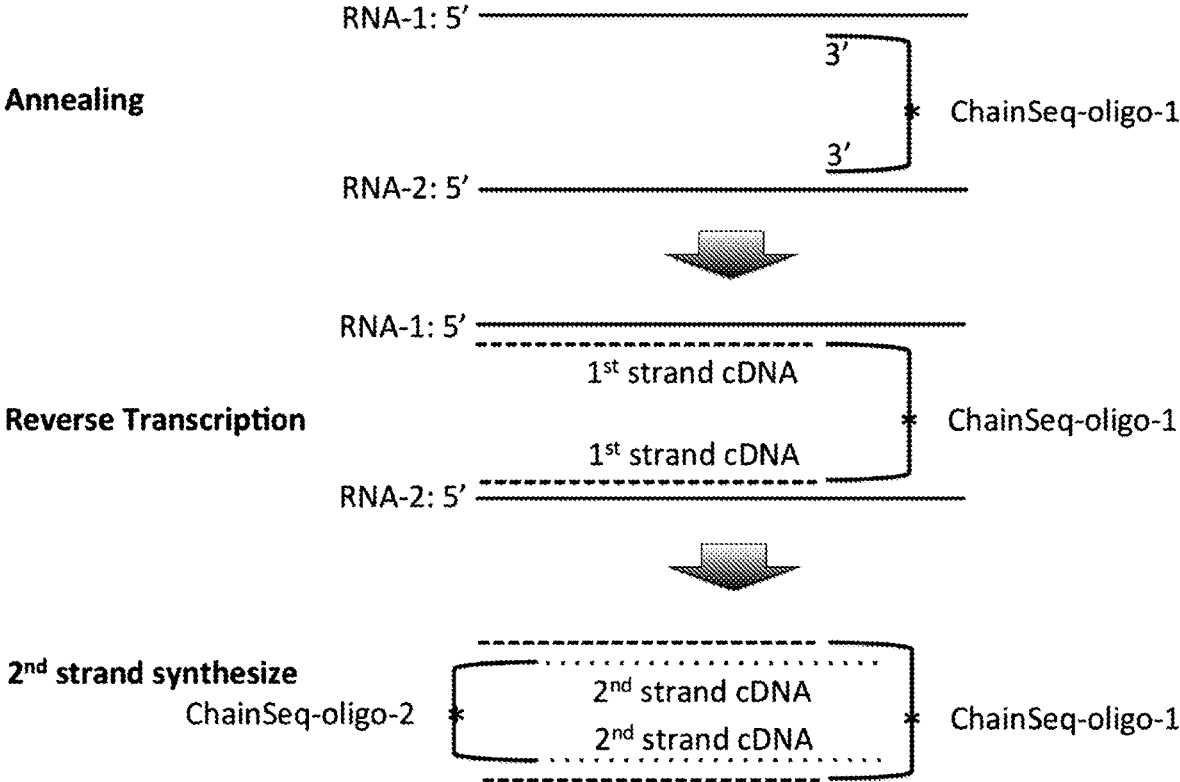 RNA-1: 5’
3’
Annealing
ChainSeq-oligo-1
3’
RNA-2: 5’
RNA-1: 5’
1st strand cDNA
Reverse Transcription
ChainSeq-oligo-1
1st strand cDNA
RNA-2: 5’
2nd strand synthesize
2nd strand cDNA
ChainSeq-oligo-2
ChainSeq-oligo-1
2nd strand cDNA